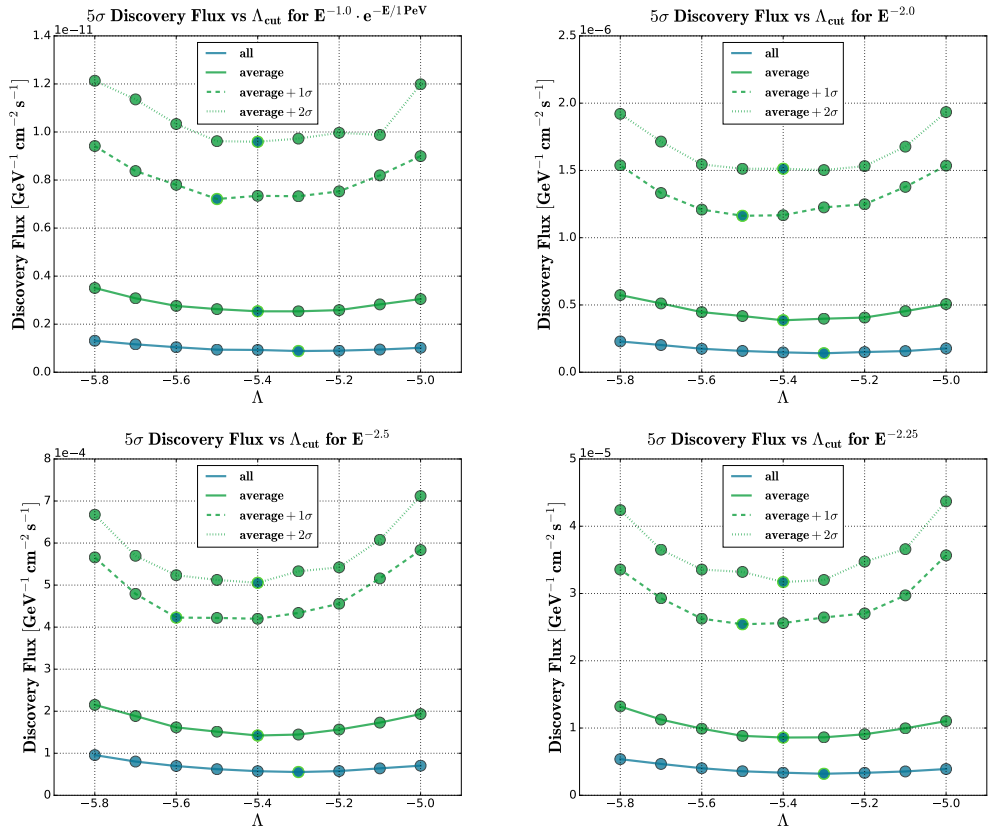 5σ Discovery Flux vs Λcut for E^−1.0 · e^−E/1 PeV
1e−11
1.4
1.2
1.0
0.8
0.6
0.4
0.2
0.0
Discovery Flux [GeV^−1 cm^−2 s^−1]
all
average
average + 1σ
average + 2σ
−5.8 −5.6 −5.4 −5.2 −5.0
Λ
5σ Discovery Flux vs Λcut for E^−2.0
1e−6
2.5
2.0
1.5
1.0
0.5
0.0
Discovery Flux [GeV^−1 cm^−2 s^−1]
all
average
average + 1σ
average + 2σ
−5.8 −5.6 −5.4 −5.2 −5.0
Λ
5σ Discovery Flux vs Λcut for E^−2.5
1e−4
8
7
6
5
4
3
2
1
0
Discovery Flux [GeV^−1 cm^−2 s^−1]
all
average
average + 1σ
average + 2σ
−5.8 −5.6 −5.4 −5.2 −5.0
Λ
5σ Discovery Flux vs Λcut for E^−2.25
1e−5
5
4
3
2
1
0
Discovery Flux [GeV^−1 cm^−2 s^−1]
all
average
average + 1σ
average + 2σ
−5.8 −5.6 −5.4 −5.2 −5.0
Λ